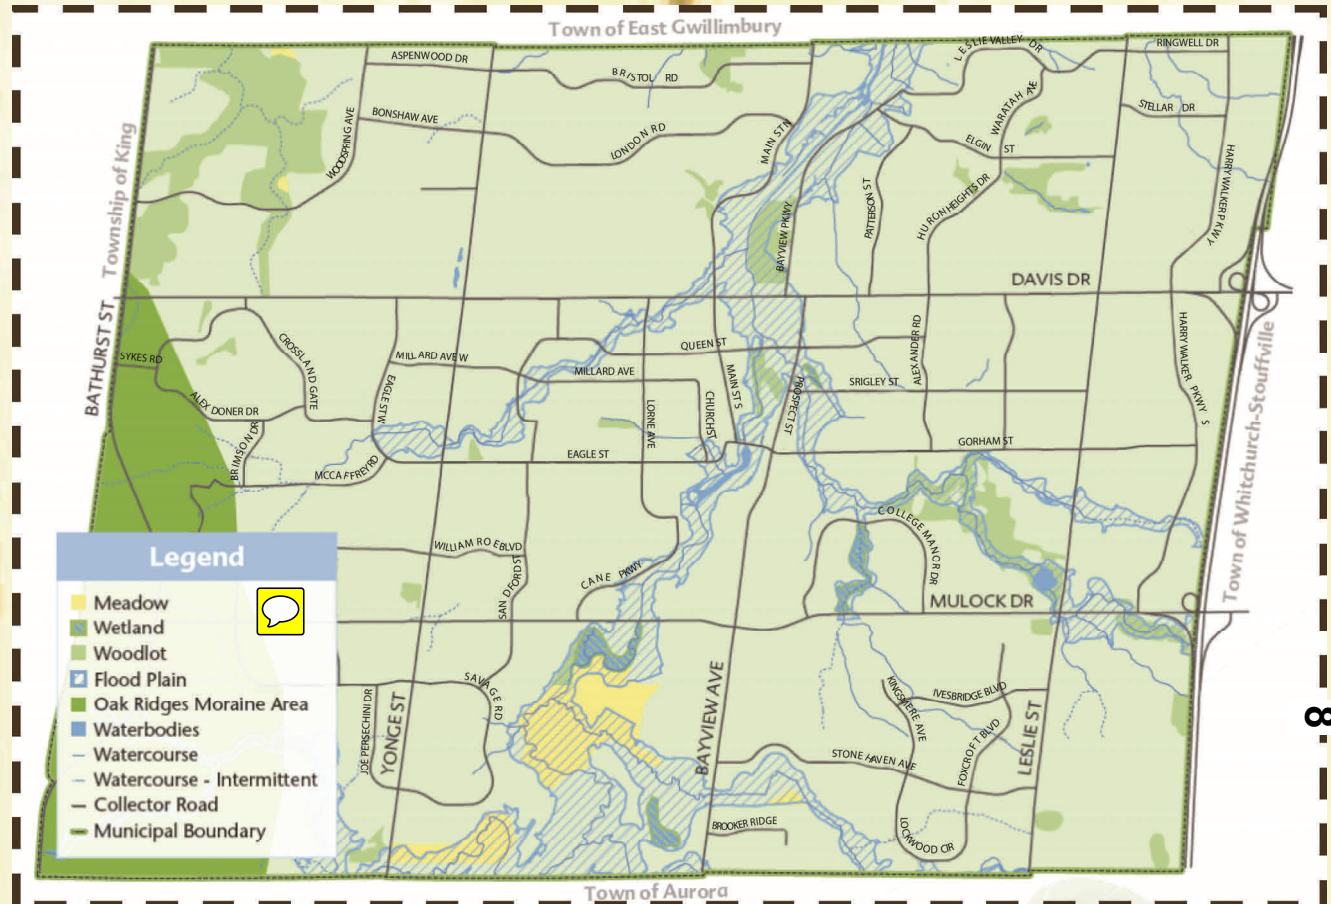 Town of East Gwillimbury
ASPENWOOD DR
BRISTOL RD
LESLIE VALLEY DR
RINGWELL DR
BONSHAW AVE
WOODSPRING AVE
LONDON RD
MAIN ST N
WARATAH AVE
STELLAR DR
ELGIN ST
Township of King
HARRY WALKER PKWY
PATTERSON ST
HURON HEIGHTS DR
BAYVIEW PKWY
DAVIS DR
BATHURST ST
SYKES RD
CROSSLAND GATE
MILLARD AVE W
QUEEN ST
MILLARD AVE
ALEXANDER RD
HARRY WALKER PKWY S
EAGLE ST W
MAIN ST S
PROSPECT ST
SRIGLEY ST
ALEX DONER DR
LORNE AVE
CHURCH ST
BRIMSON DR
GORHAM ST
EAGLE ST
MCCAFFREY RD
Town of Whitchurch-Stouffville
COLLEGE MANOR DR
WILLIAM ROE BLVD
SANDFORD ST
CANE PKWY
MULOCK DR
Legend
Meadow
Wetland
Woodlot
Flood Plain
Oak Ridges Moraine Area
Waterbodies
Watercourse
Watercourse - Intermittent
Collector Road
Municipal Boundary
SAVAGE RD
JOE PERSECHINI DR
YONGE ST
BAYVIEW AVE
KINGSMERE AVE
IVESBRIDGE BLVD
FOXCROFT BLVD
LESLIE ST
STONEHAVEN AVE
BROOKER RIDGE
LOCKWOOD CIR
8
Town of Aurora